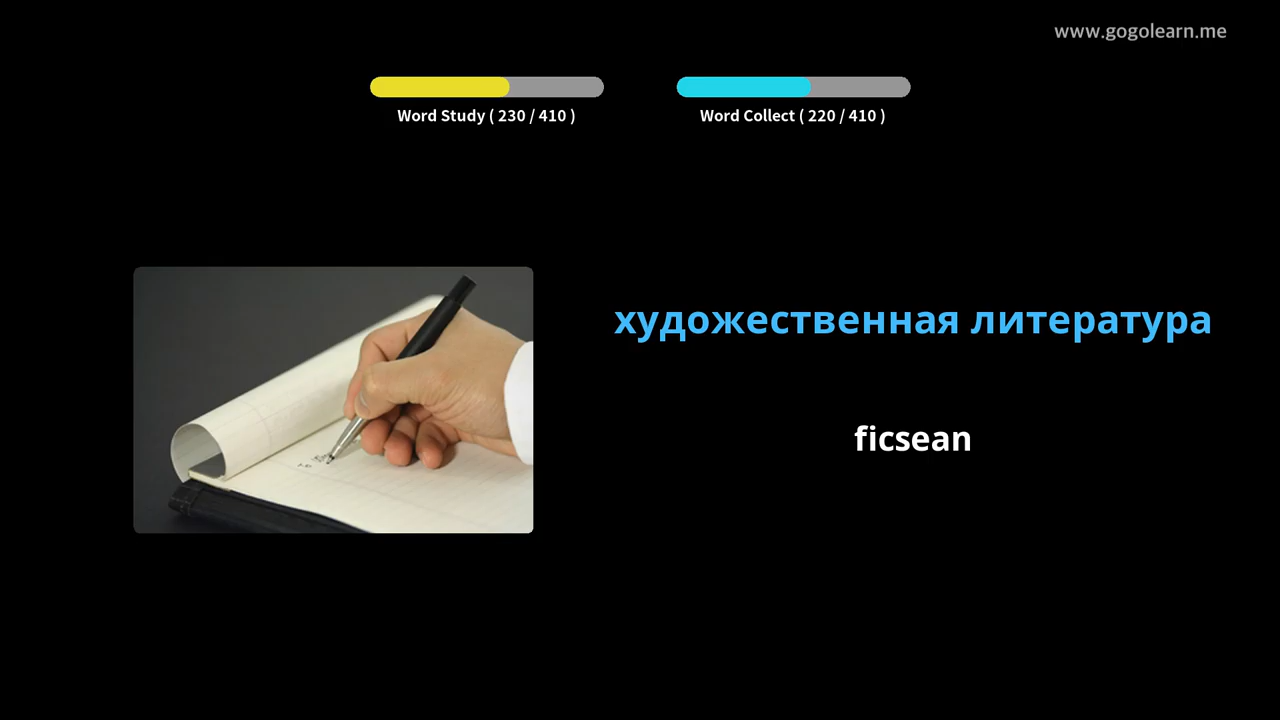 www.gogolearn.me
Word Study ( 230 / 410 )
Word Collect ( 220 / 410 )
художественная литература
ficsean